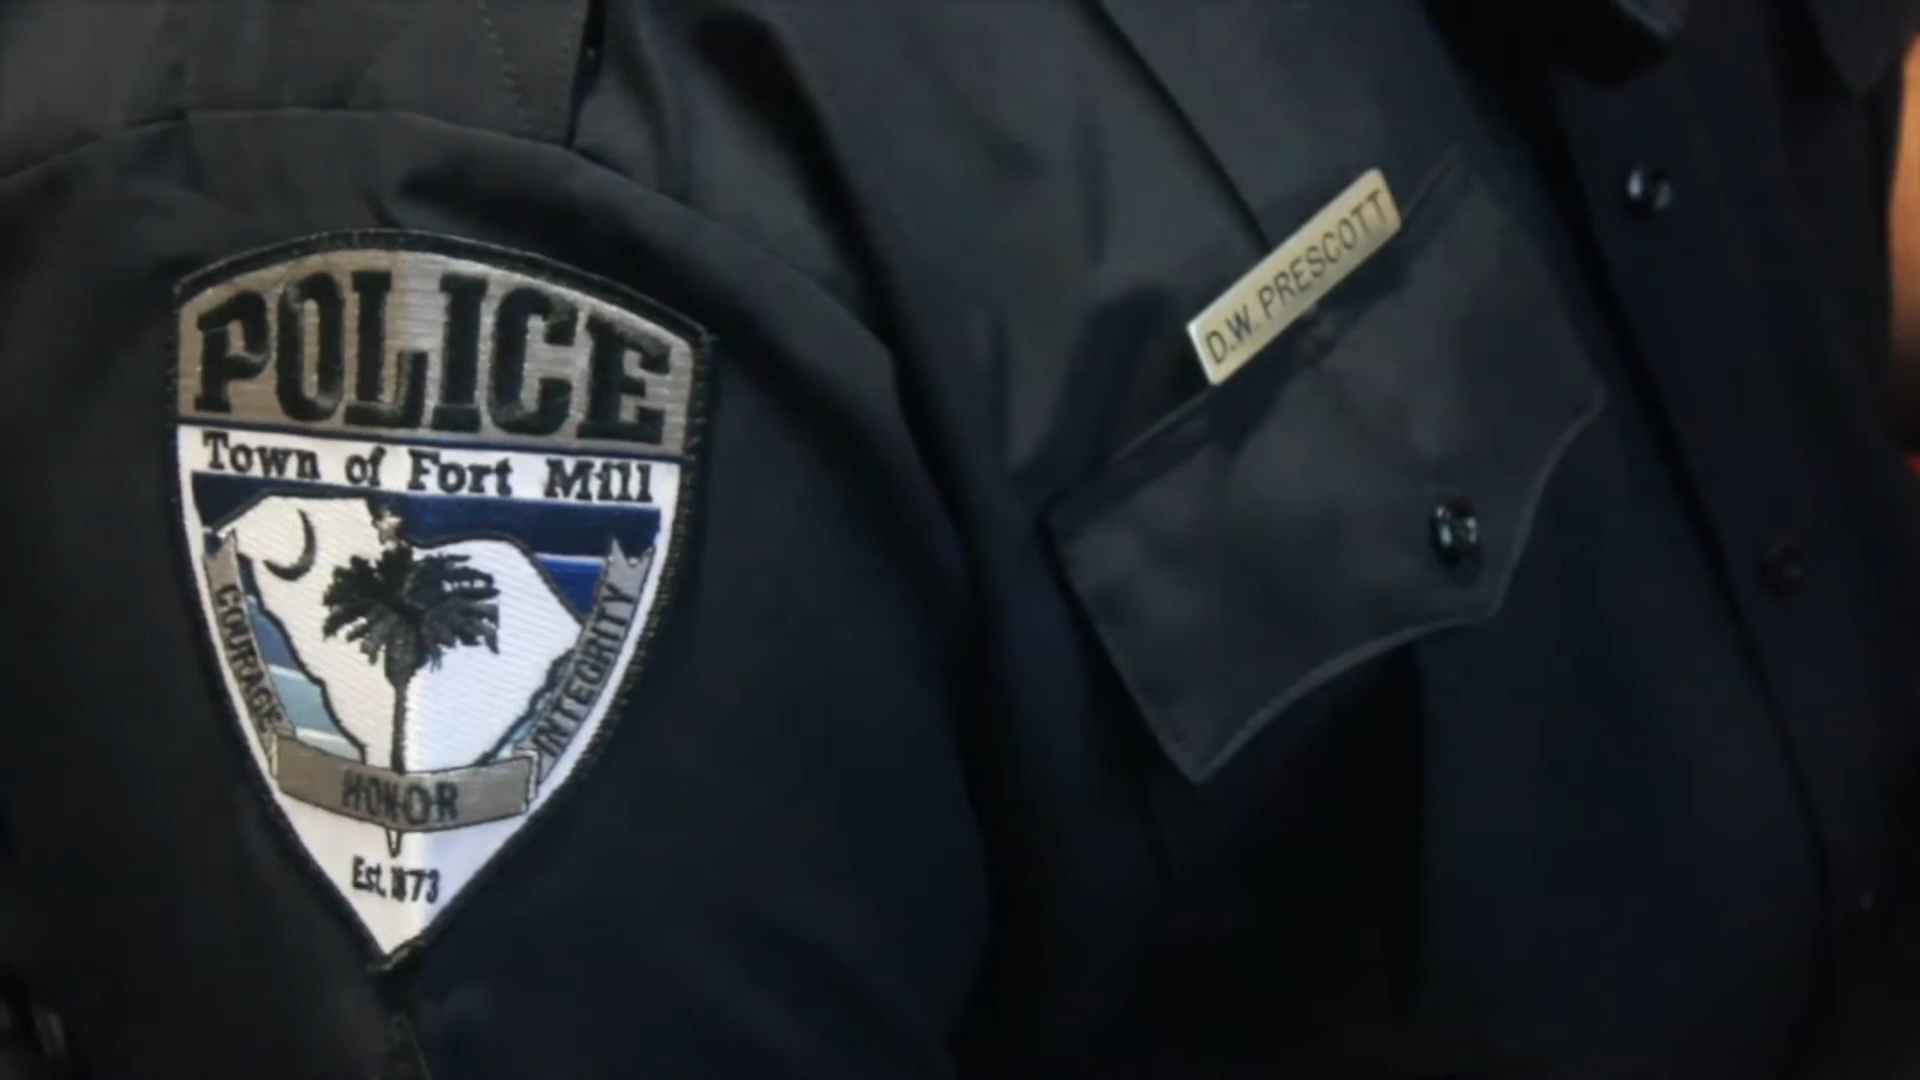 POLICE
Town of Fort Mill
COURAGE
HONOR
INTEGRITY
Est. 1873
D.W. PRESCOTT